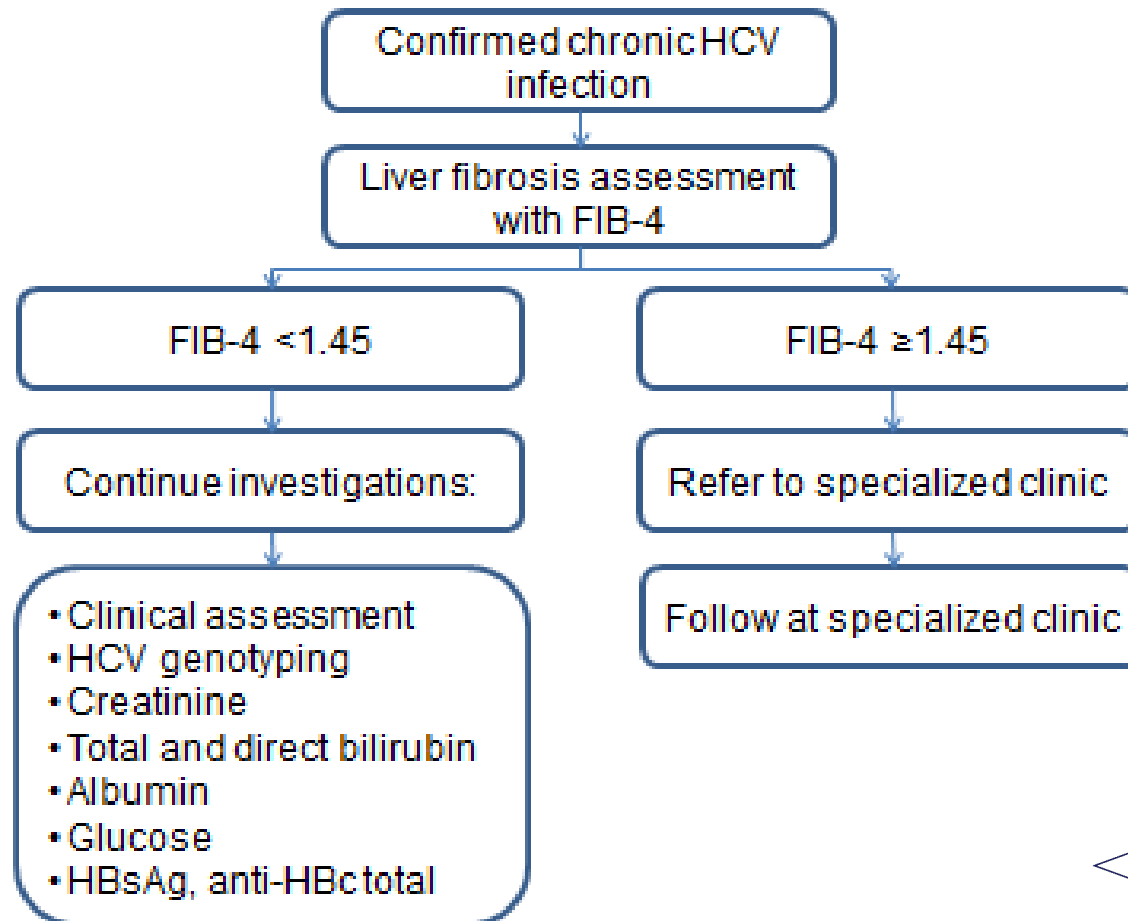 Confirmed chronic HCV
infection
Liver fibrosis assessment
with FIB-4
FIB-4 <1.45
FIB-4 ≥1.45
Continue investigations:
Refer to specialized clinic
• Clinical assessment
• HCV genotyping
• Creatinine
• Total and direct bilirubin
• Albumin
• Glucose
• HBsAg, anti-HBc total
Follow at specialized clinic